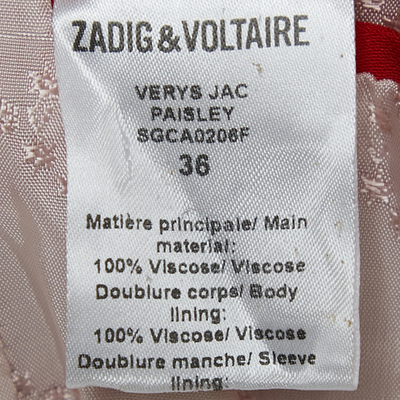 ZADIG&VOLTAIRE
VERYS JAC
PAISLEY
SGCA0206F
36
Matière principale/ Main
material:
100% Viscose/ Viscose
Doublure corps/ Body
lining:
100% Viscose/ Viscose
Doublure manche/ Sleeve
lining: